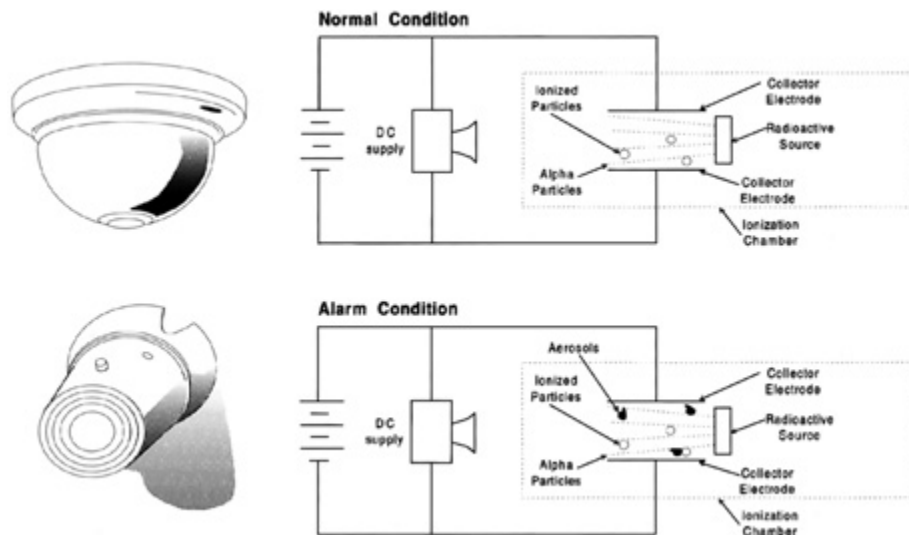 Normal Condition
Ionized
Particles
Collector
Electrode
DC
supply
Radioactive
Source
Alpha
Particles
Collector
Electrode
Ionization
Chamber
Alarm Condition
Aerosols
Ionized
Particles
Collector
Electrode
DC
supply
Radioactive
Source
Alpha
Particles
Collector
Electrode
Ionization
Chamber